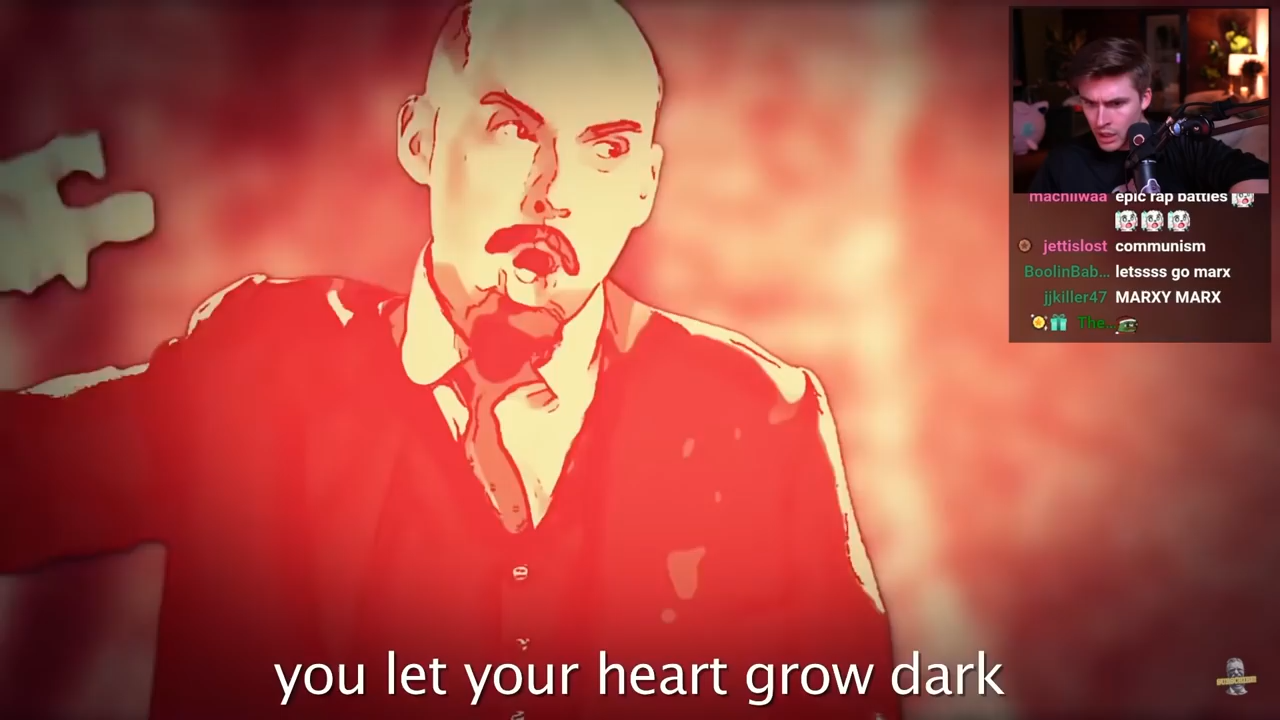 machiiwaa epic rap battles
jettislost communism
BoolinBab... letssss go marx
jjkiller47 MARXY MARX
The...
you let your heart grow dark